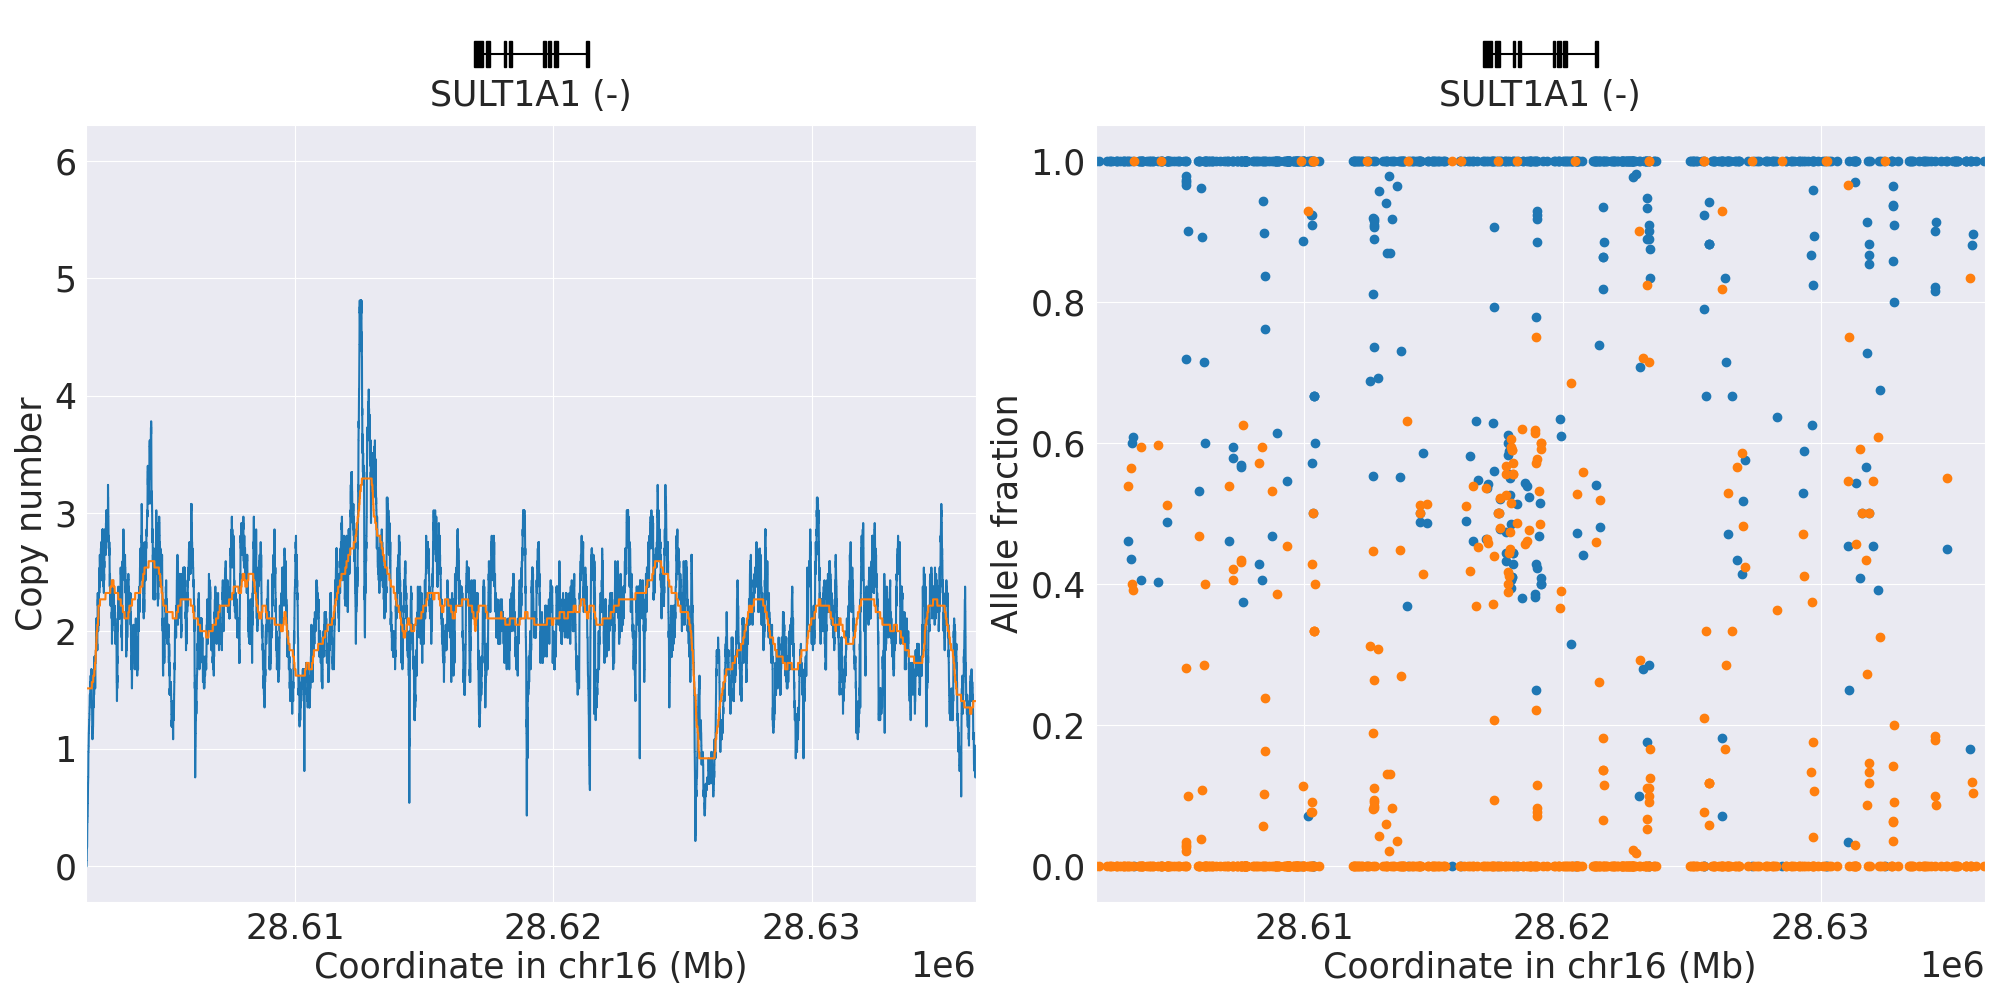 SULT1A1 (-)
6
5
4
3
2
1
0
Copy number
28.61
28.62
28.63
Coordinate in chr16 (Mb)
1e6
SULT1A1 (-)
1.0
0.8
0.6
0.4
0.2
0.0
Allele fraction
28.61
28.62
28.63
Coordinate in chr16 (Mb)
1e6